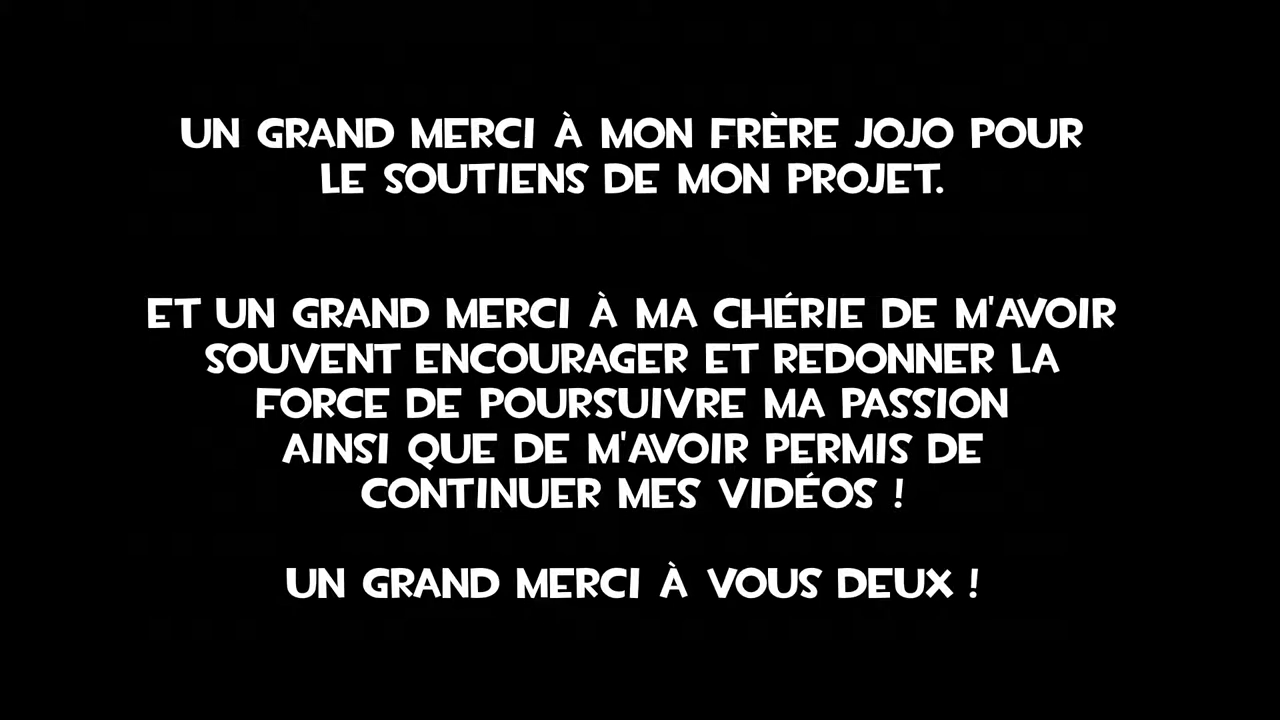 UN GRAND MERCI À MON FRÈRE JOJO POUR
LE SOUTIENS DE MON PROJET.
ET UN GRAND MERCI À MA CHÉRIE DE M'AVOIR
SOUVENT ENCOURAGER ET REDONNER LA
FORCE DE POURSUIVRE MA PASSION
AINSI QUE DE M'AVOIR PERMIS DE
CONTINUER MES VIDÉOS !
UN GRAND MERCI À VOUS DEUX !